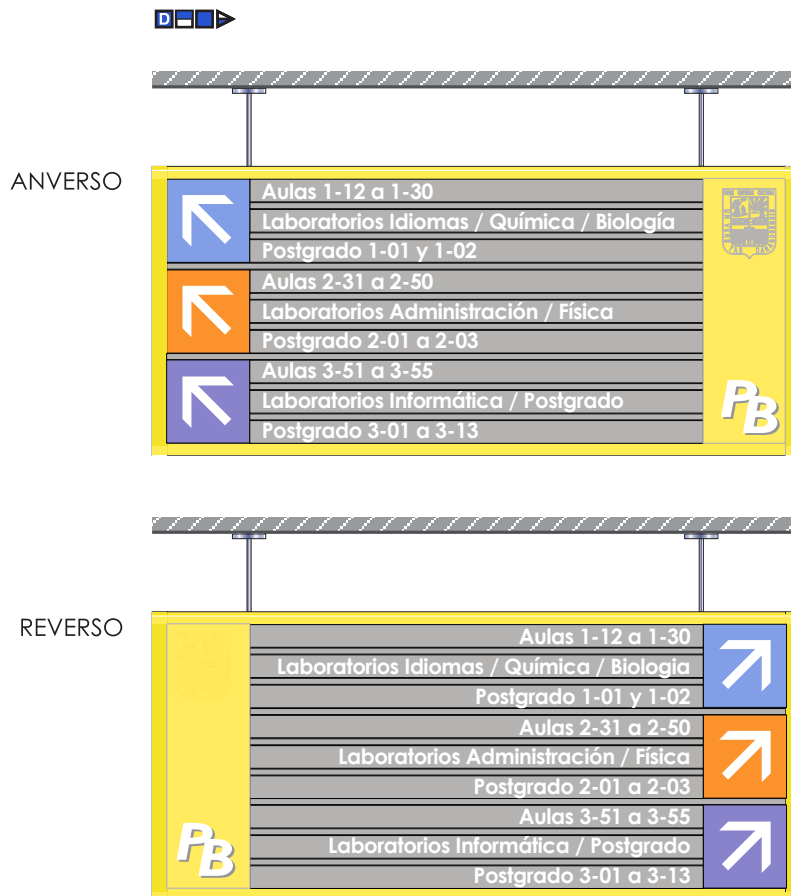 D
ANVERSO
Aulas 1-12 a 1-30
Laboratorios Idiomas / Química / Biología
Postgrado 1-01 y 1-02
Aulas 2-31 a 2-50
Laboratorios Administración / Física
Postgrado 2-01 a 2-03
Aulas 3-51 a 3-55
Laboratorios Informática / Postgrado
Postgrado 3-01 a 3-13
PB
REVERSO
Aulas 1-12 a 1-30
Laboratorios Idiomas / Química / Biologia
Postgrado 1-01 y 1-02
Aulas 2-31 a 2-50
Laboratorios Administración / Física
Postgrado 2-01 a 2-03
Aulas 3-51 a 3-55
Laboratorios Informática / Postgrado
Postgrado 3-01 a 3-13
PB